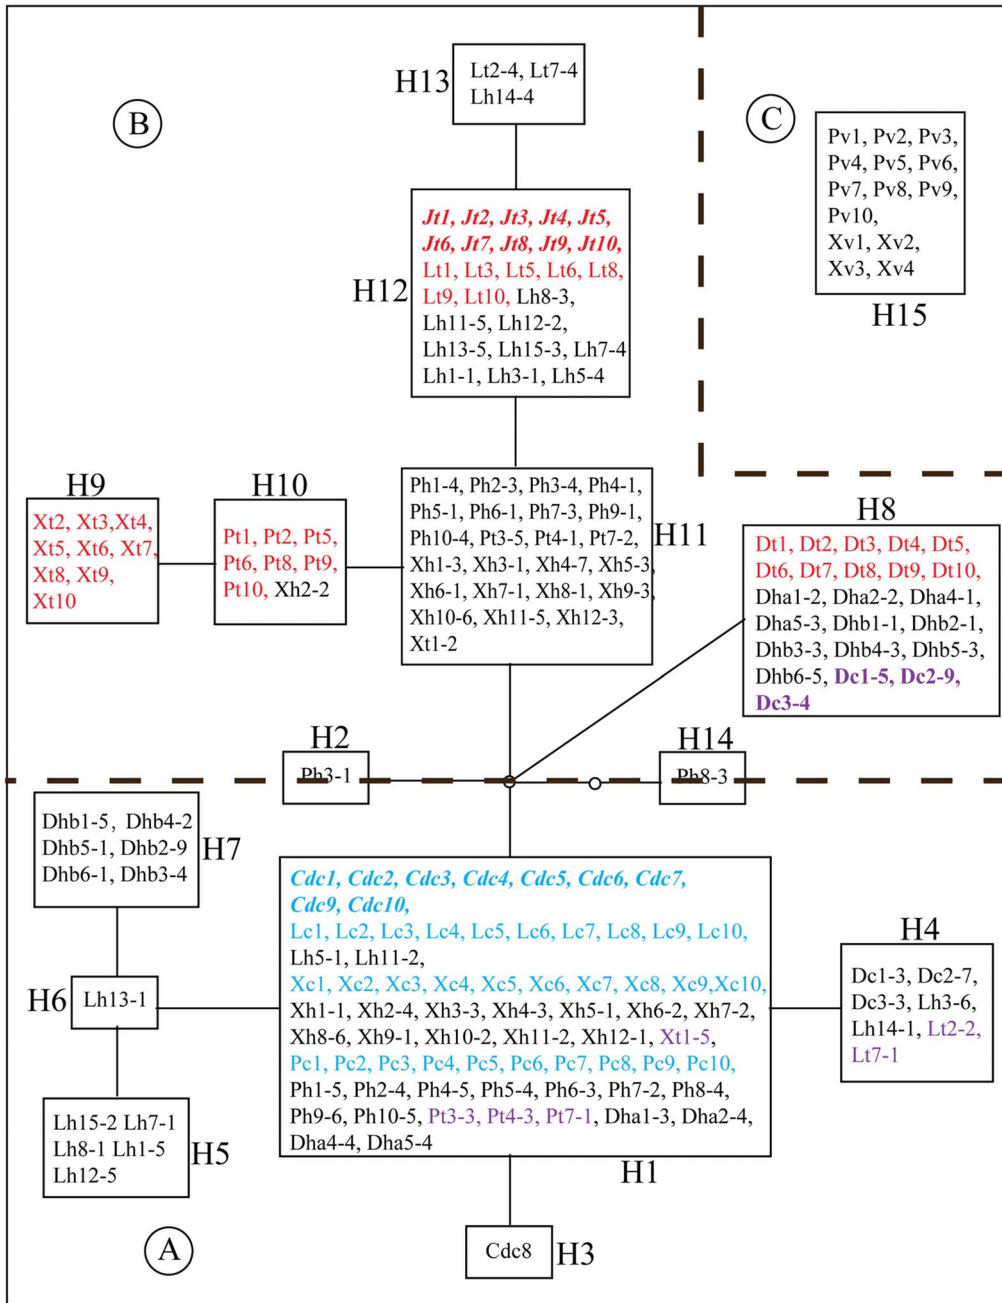 B
H13
Lt2-4, Lt7-4
Lh14-4
C
Pv1, Pv2, Pv3,
Pv4, Pv5, Pv6,
Pv7, Pv8, Pv9,
Pv10,
Xv1, Xv2,
Xv3, Xv4
H15
H12
Jt1, Jt2, Jt3, Jt4, Jt5,
Jt6, Jt7, Jt8, Jt9, Jt10,
Lt1, Lt3, Lt5, Lt6, Lt8,
Lt9, Lt10, Lh8-3,
Lh11-5, Lh12-2,
Lh13-5, Lh15-3, Lh7-4
Lh1-1, Lh3-1, Lh5-4
H9
Xt2, Xt3,Xt4,
Xt5, Xt6, Xt7,
Xt8, Xt9,
Xt10
H10
Pt1, Pt2, Pt5,
Pt6, Pt8, Pt9,
Pt10, Xh2-2
Ph1-4, Ph2-3, Ph3-4, Ph4-1,
Ph5-1, Ph6-1, Ph7-3, Ph9-1,
Ph10-4, Pt3-5, Pt4-1, Pt7-2,
Xh1-3, Xh3-1, Xh4-7, Xh5-3,
Xh6-1, Xh7-1, Xh8-1, Xh9-3,
Xh10-6, Xh11-5, Xh12-3,
Xt1-2
H11
H8
Dt1, Dt2, Dt3, Dt4, Dt5,
Dt6, Dt7, Dt8, Dt9, Dt10,
Dha1-2, Dha2-2, Dha4-1,
Dha5-3, Dhb1-1, Dhb2-1,
Dhb3-3, Dhb4-3, Dhb5-3,
Dhb6-5, Dc1-5, Dc2-9,
Dc3-4
H2
Ph3-1
H14
Ph8-3
Dhb1-5, Dhb4-2
Dhb5-1, Dhb2-9
Dhb6-1, Dhb3-4
H7
H6
Lh13-1
Lh15-2 Lh7-1
Lh8-1 Lh1-5
Lh12-5
H5
Cdc1, Cdc2, Cdc3, Cdc4, Cdc5, Cdc6, Cdc7,
Cdc9, Cdc10,
Lc1, Lc2, Lc3, Lc4, Lc5, Lc6, Lc7, Lc8, Lc9, Lc10,
Lh5-1, Lh11-2,
Xc1, Xc2, Xc3, Xc4, Xc5, Xc6, Xc7, Xc8, Xc9,Xc10,
Xh1-1, Xh2-4, Xh3-3, Xh4-3, Xh5-1, Xh6-2, Xh7-2,
Xh8-6, Xh9-1, Xh10-2, Xh11-2, Xh12-1, Xt1-5,
Pc1, Pc2, Pc3, Pc4, Pc5, Pc6, Pc7, Pc8, Pc9, Pc10,
Ph1-5, Ph2-4, Ph4-5, Ph5-4, Ph6-3, Ph7-2, Ph8-4,
Ph9-6, Ph10-5, Pt3-3, Pt4-3, Pt7-1, Dha1-3, Dha2-4,
Dha4-4, Dha5-4
H1
H4
Dc1-3, Dc2-7,
Dc3-3, Lh3-6,
Lh14-1, Lt2-2,
Lt7-1
Cdc8
H3
A